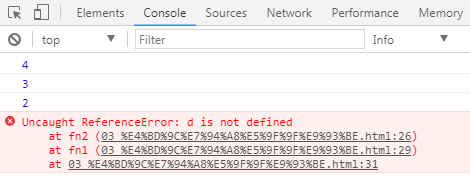 Elements Console Sources Network Performance Memory
top Filter Info
4
3
2
Uncaught ReferenceError: d is not defined
at fn2 (03 %E4%BD%9C%E7%94%A8%E5%9F%9F%E9%93%BE.html:26)
at fn1 (03 %E4%BD%9C%E7%94%A8%E5%9F%9F%E9%93%BE.html:29)
at 03 %E4%BD%9C%E7%94%A8%E5%9F%9F%E9%93%BE.html:31